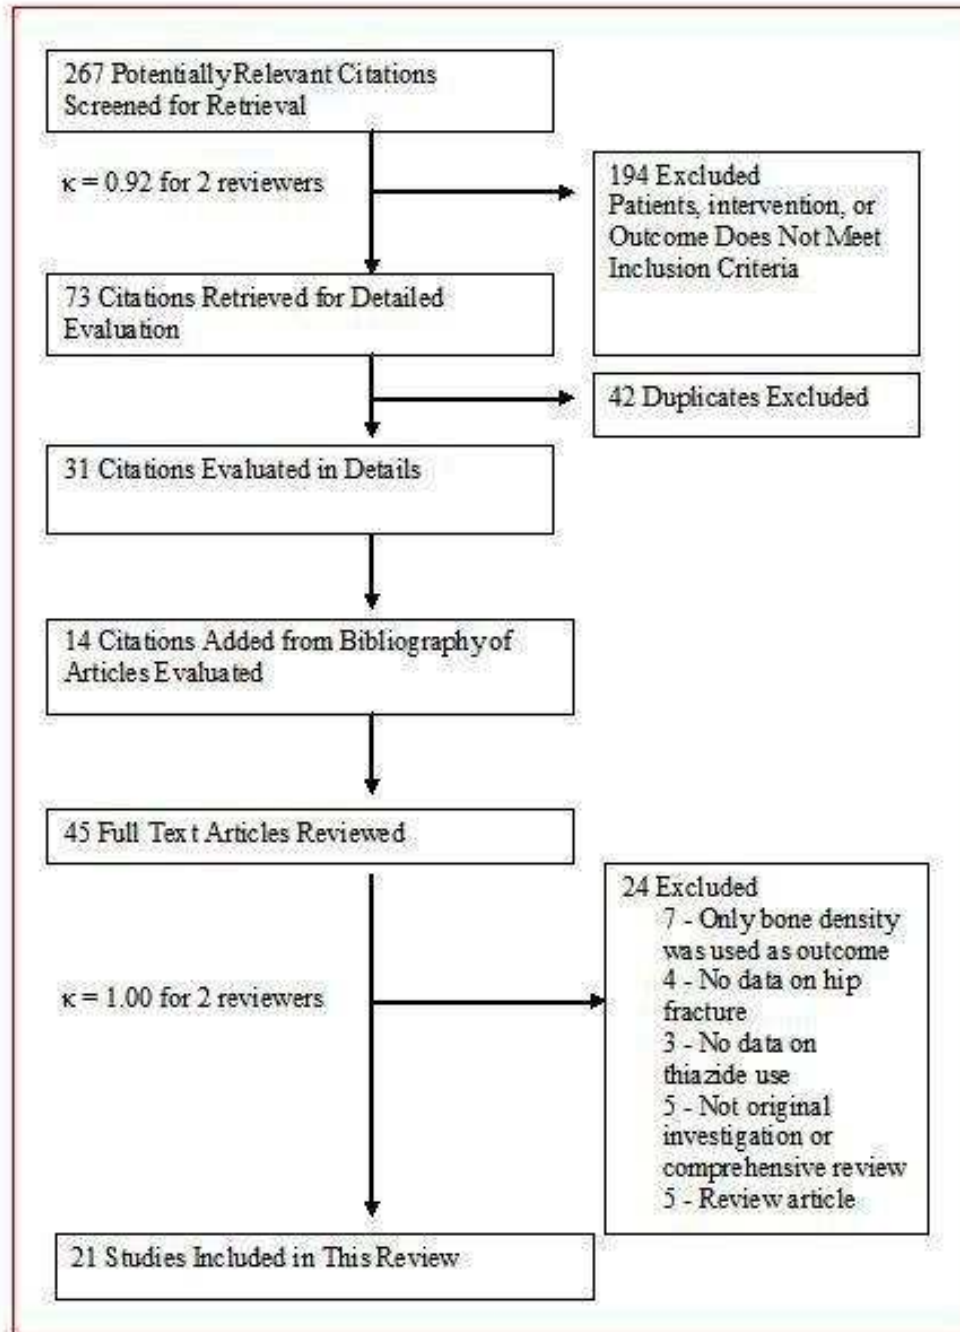 267 Potentially Relevant Citations
Screened for Retrieval
κ = 0.92 for 2 reviewers
194 Excluded
Patients, intervention, or
Outcome Does Not Meet
Inclusion Criteria
73 Citations Retrieved for Detailed
Evaluation
42 Duplicates Excluded
31 Citations Evaluated in Details
14 Citations Added from Bibliography of
Articles Evaluated
45 Full Text Articles Reviewed
24 Excluded
7 - Only bone density
was used as outcome
4 - No data on hip
fracture
3 - No data on
thiazide use
5 - Not original
investigation or
comprehensive review
5 - Review article
κ = 1.00 for 2 reviewers
21 Studies Included in This Review